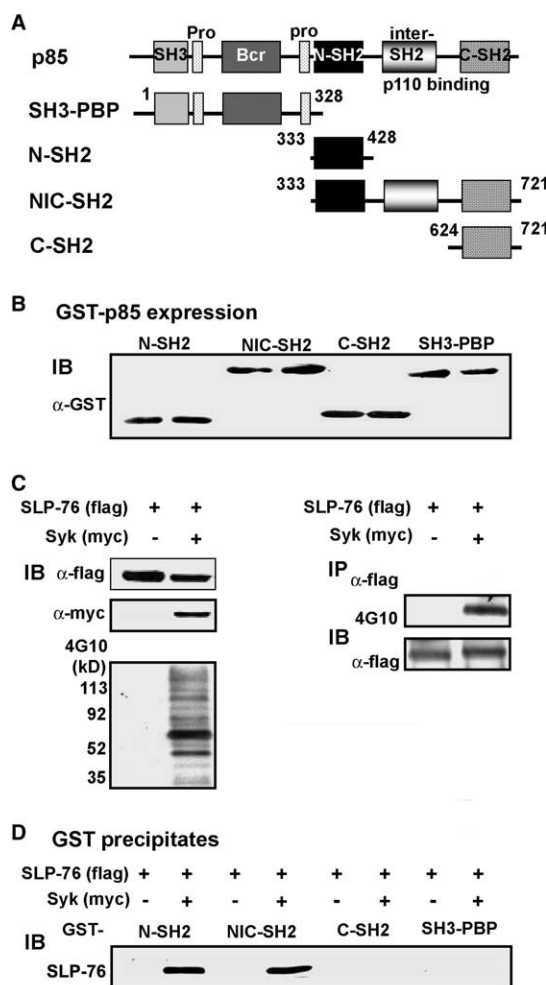 A
Pro pro inter-
p85 SH3 Bcr N-SH2 SH2 C-SH2
p110 binding
SH3-PBP 1 328
N-SH2 333 428
NIC-SH2 333 721
C-SH2 624 721
B GST-p85 expression
N-SH2 NIC-SH2 C-SH2 SH3-PBP
IB
α-GST
C
SLP-76 (flag) + +
Syk (myc) - +
IB α-flag
α-myc
4G10
(kD)
113
92
52
35
SLP-76 (flag) + +
Syk (myc) - +
IP
α-flag
4G10
IB
α-flag
D GST precipitates
SLP-76 (flag) + + + + + + + +
Syk (myc) - + - + - + - +
GST- N-SH2 NIC-SH2 C-SH2 SH3-PBP
IB
SLP-76